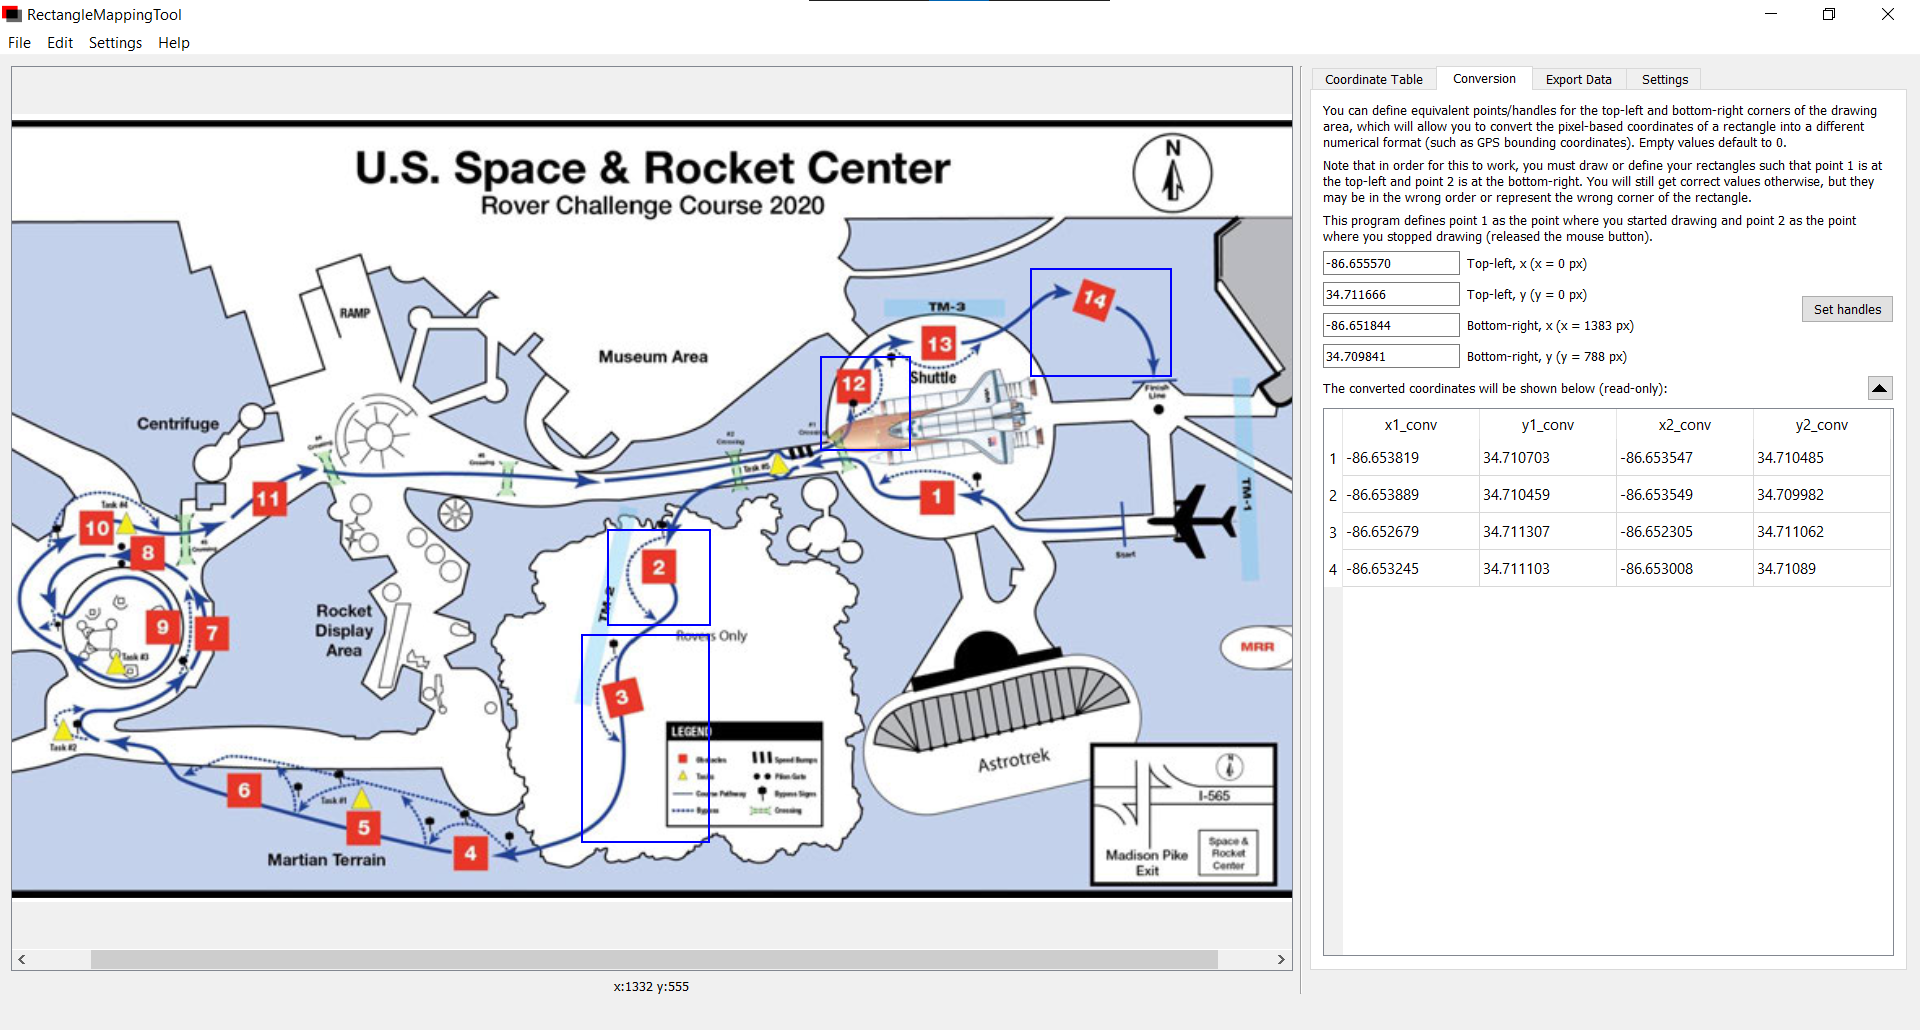 RectangleMappingTool
File Edit Settings Help
U.S. Space & Rocket Center
Rover Challenge Course 2020
N
RAMP
Museum Area
Centrifuge
TM-3
14
13
12
Shuttle
Finish
Line
#1
Crossing
#2
Crossing
Task #5
TM-1
1
Start
11
10
Task #4
8
9
7
Task #3
Rocket
Display
Area
2
TM-2
Rovers Only
3
MRR
Task #2
6
Task #1
5
4
Martian Terrain
LEGEND
Obstacles
Speed Bumps
Tasks
Pilon Gate
Course Pathway
Bypass Signs
Bypass
Crossing
Astrotrek
N
I-565
Madison Pike
Exit
Space &
Rocket
Center
x:1332 y:555
Coordinate Table Conversion Export Data Settings
You can define equivalent points/handles for the top-left and bottom-right corners of the drawing
area, which will allow you to convert the pixel-based coordinates of a rectangle into a different
numerical format (such as GPS bounding coordinates). Empty values default to 0.
Note that in order for this to work, you must draw or define your rectangles such that point 1 is at
the top-left and point 2 is at the bottom-right. You will still get correct values otherwise, but they
may be in the wrong order or represent the wrong corner of the rectangle.
This program defines point 1 as the point where you started drawing and point 2 as the point
where you stopped drawing (released the mouse button).
-86.655570 Top-left, x (x = 0 px)
34.711666 Top-left, y (y = 0 px)
Set handles
-86.651844 Bottom-right, x (x = 1383 px)
34.709841 Bottom-right, y (y = 788 px)
The converted coordinates will be shown below (read-only):
x1_conv y1_conv x2_conv y2_conv
1 -86.653819 34.710703 -86.653547 34.710485
2 -86.653889 34.710459 -86.653549 34.709982
3 -86.652679 34.711307 -86.652305 34.711062
4 -86.653245 34.711103 -86.653008 34.71089